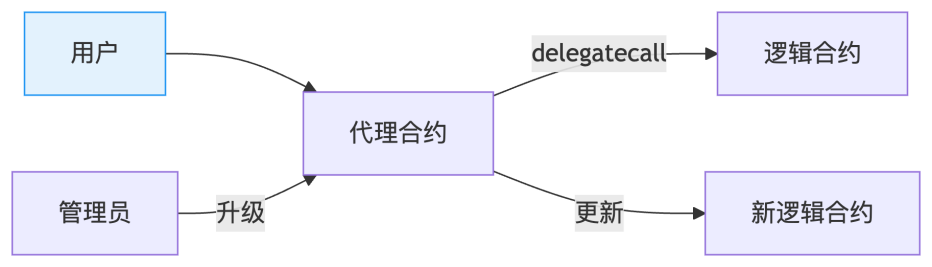 用户
delegatecall
逻辑合约
代理合约
管理员
升级
更新
新逻辑合约